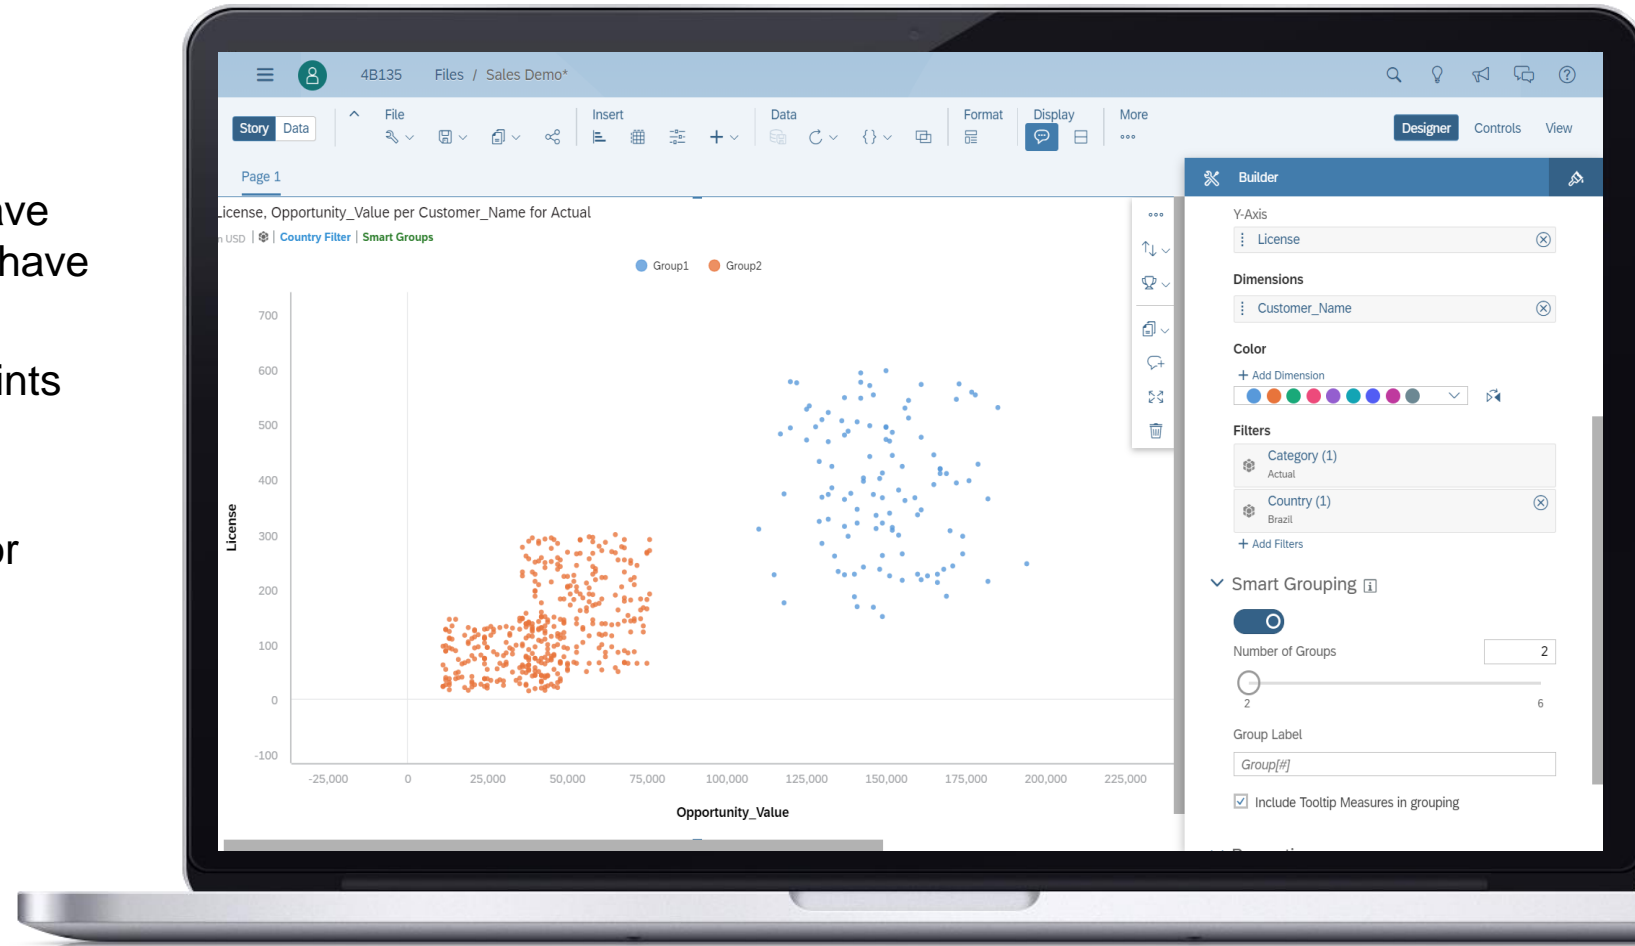 4B135 Files / Sales Demo*
File Insert Data Format Display More
Story Data
Designer Controls View
Page 1
Builder
ave
have
ints
or
License, Opportunity_Value per Customer_Name for Actual
in USD | Country Filter | Smart Groups
Group1 Group2
License
700
600
500
400
300
200
100
0
-100
-25,000 0 25,000 50,000 75,000 100,000 125,000 150,000 175,000 200,000 225,000
Opportunity_Value
Y-Axis
License
Dimensions
Customer_Name
Color
+ Add Dimension
Filters
Category (1)
Actual
Country (1)
Brazil
+ Add Filters
Smart Grouping
Number of Groups 2
2 6
Group Label
Group[#]
Include Tooltip Measures in grouping